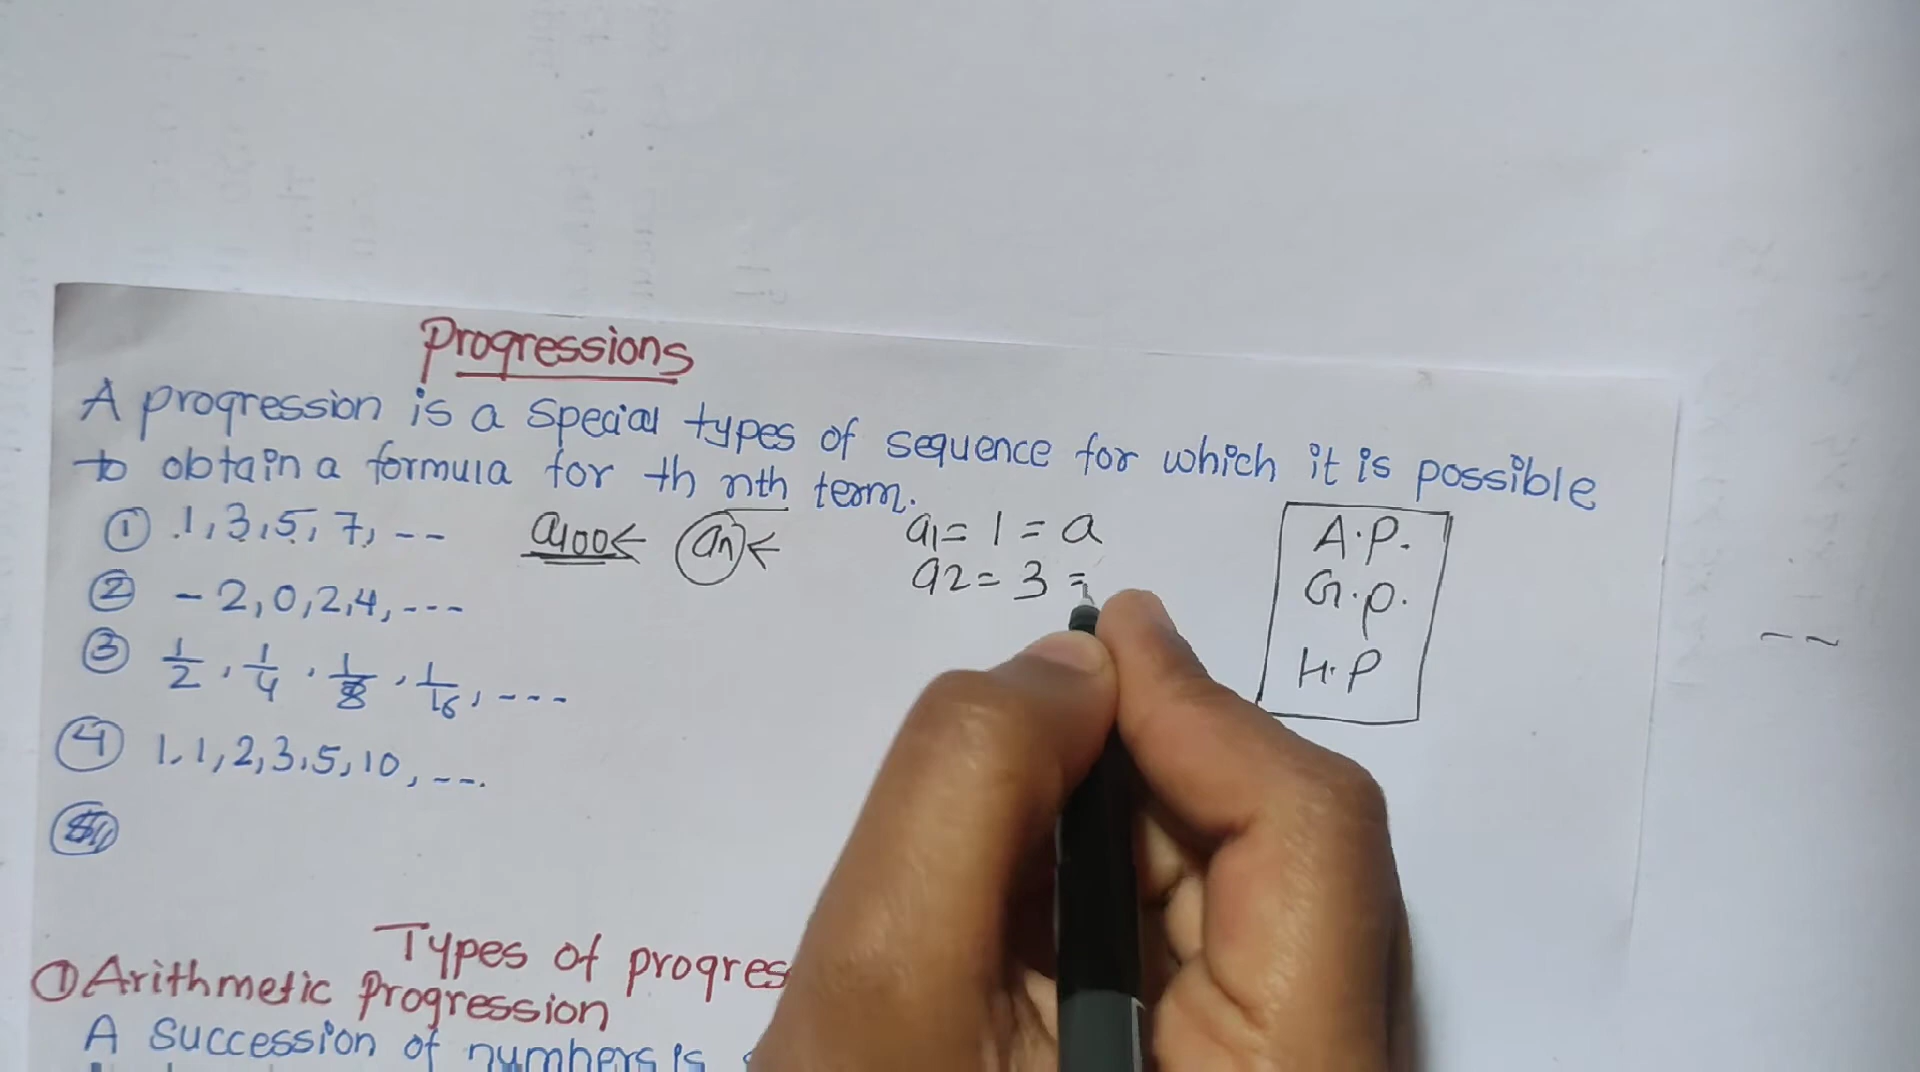 Progressions
A progression is a special types of sequence for which it is possible
to obtain a formula for th nth term.
① 1, 3, 5, 7, -- a100< an< a1= 1 = a
② -2, 0, 2, 4, --- a2= 3 =
③ 1/2, 1/4, 1/8, 1/16, ----
④ 1, 1, 2, 3, 5, 10, --.
A.P.
G.P.
H.P
Types of progres
① Arithmetic Progression
A succession of numbers is